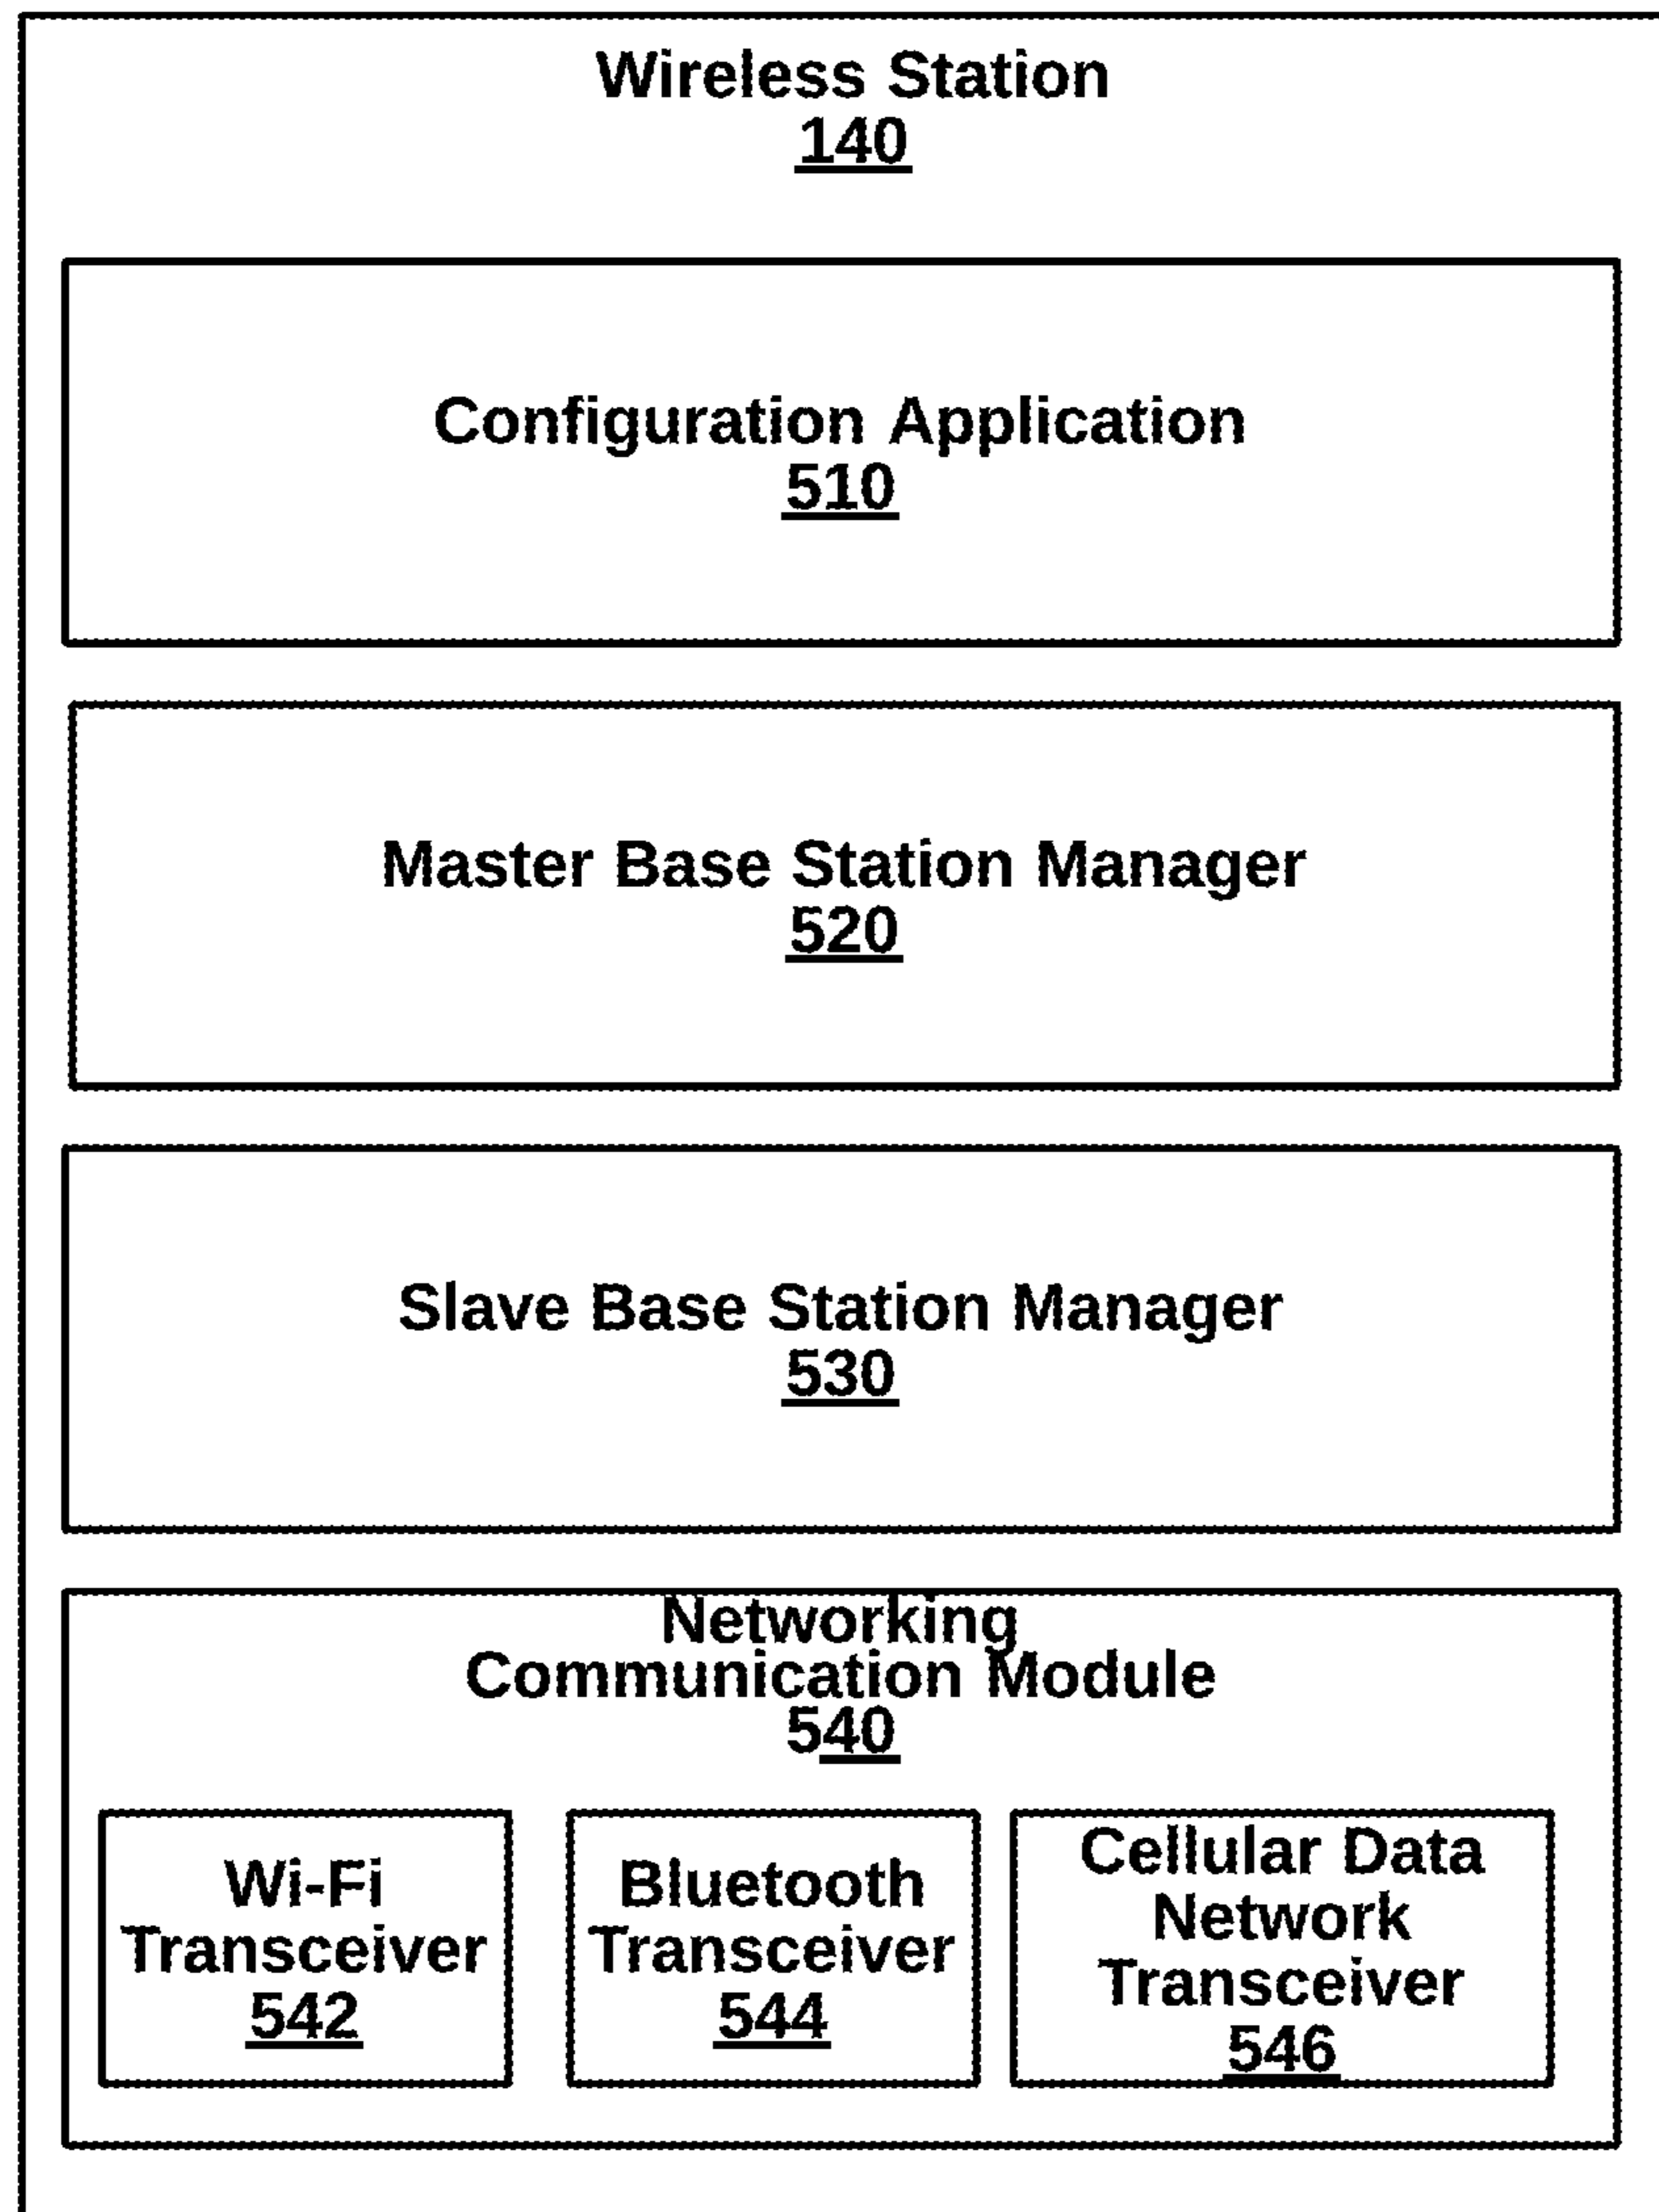 Wireless Station
140
Configuration Application
510
Master Base Station Manager
520
Slave Base Station Manager
530
Networking
Communication Module
540
Wi-Fi
Transceiver
542
Bluetooth
Transceiver
544
Cellular Data
Network
Transceiver
546